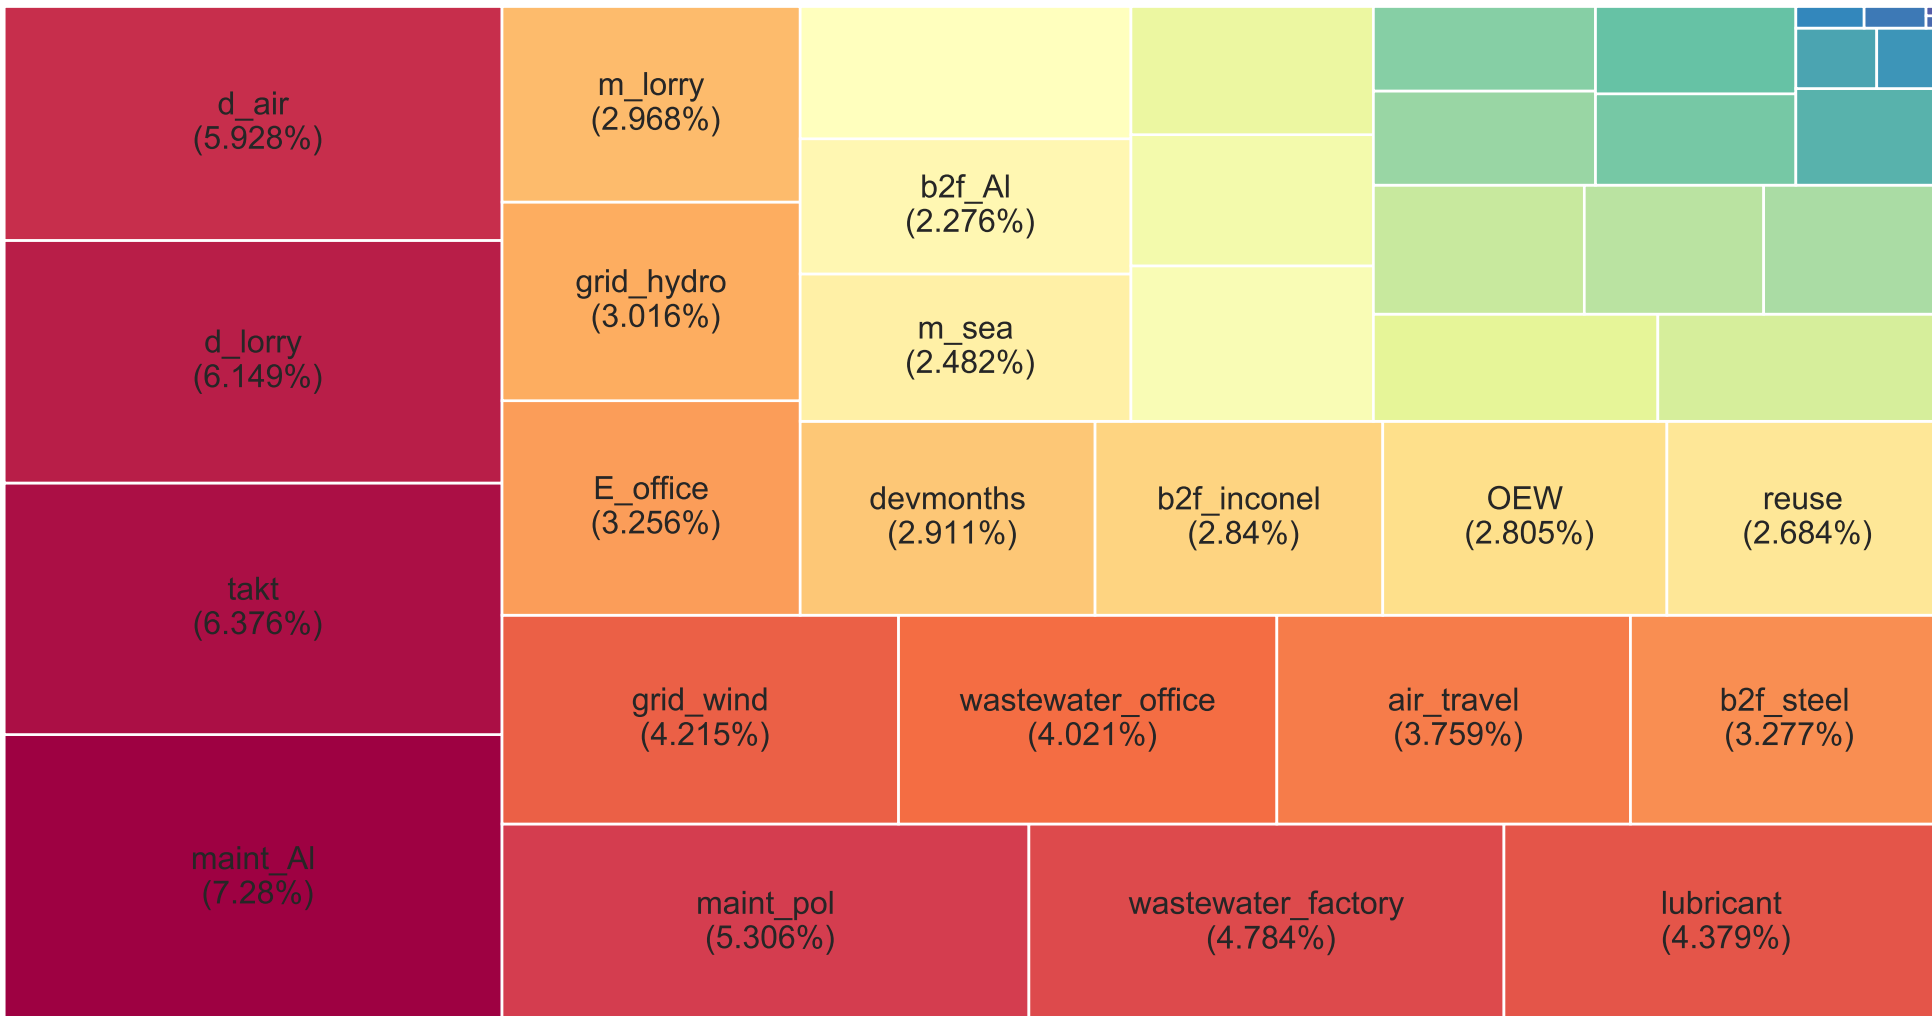 d_air
(5.928%)
d_lorry
(6.149%)
takt
(6.376%)
maint_Al
(7.28%)
m_lorry
(2.968%)
grid_hydro
(3.016%)
E_office
(3.256%)
b2f_Al
(2.276%)
m_sea
(2.482%)
devmonths
(2.911%)
b2f_inconel
(2.84%)
OEW
(2.805%)
reuse
(2.684%)
grid_wind
(4.215%)
wastewater_office
(4.021%)
air_travel
(3.759%)
b2f_steel
(3.277%)
maint_pol
(5.306%)
wastewater_factory
(4.784%)
lubricant
(4.379%)